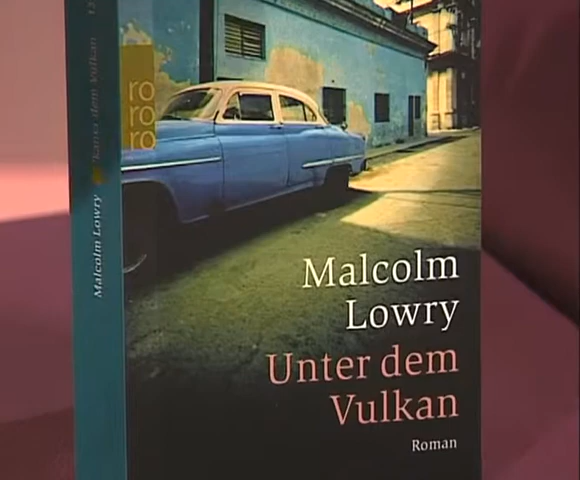 ro
ro
ro
Malcolm Lowry
Unter dem Vulkan
Malcolm
Lowry
Unter dem
Vulkan
Roman